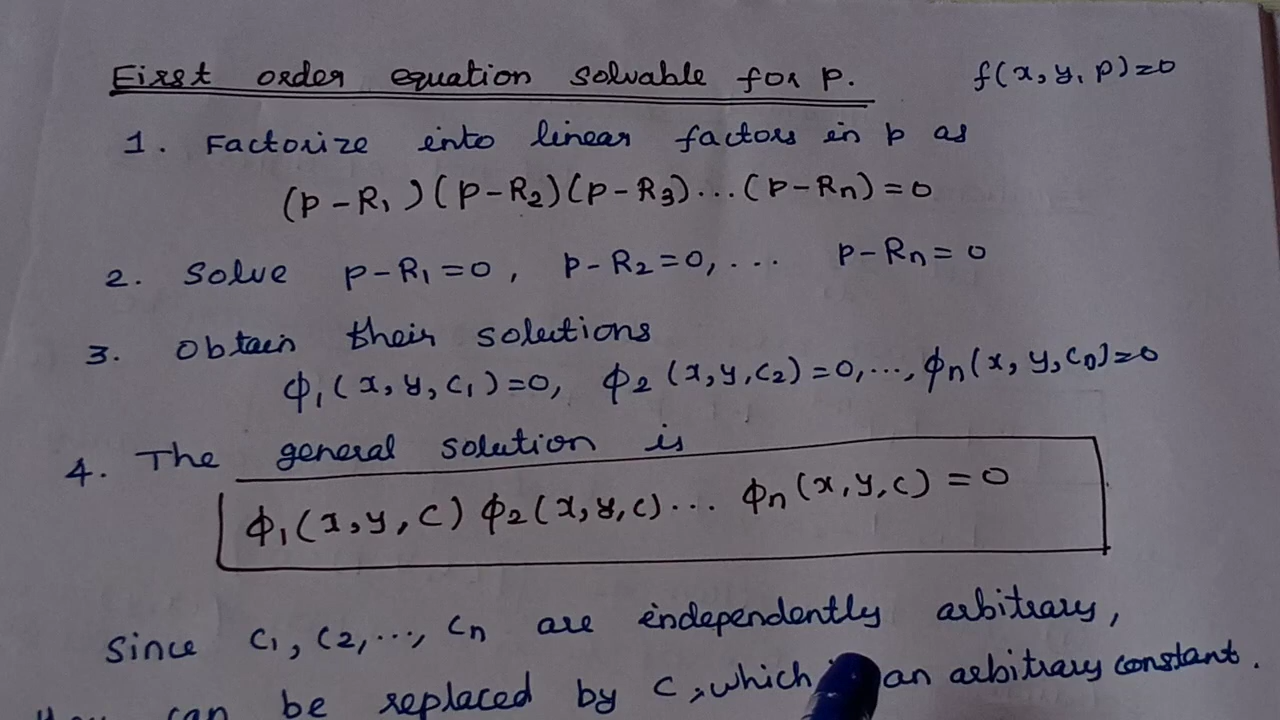 First order equation solvable for p. f(x, y, p)=0
1. Factorize into linear factors in p as
(p-R₁)(p-R₂)(p-R₃)...(p-Rn)=0
2. Solve p-R₁=0, p-R₂=0,... p-Rn=0
3. Obtain their solutions
ϕ₁(x, y, c₁)=0, ϕ₂(x,y,c₂)=0,..., ϕn(x, y, cn)=0
4. The general solution is
ϕ₁(x, y, c) ϕ₂(x, y, c)... ϕn(x, y, c) = 0
Since c₁, c₂, ..., cn are independently arbitrary,
can be replaced by c, which an arbitrary constant.